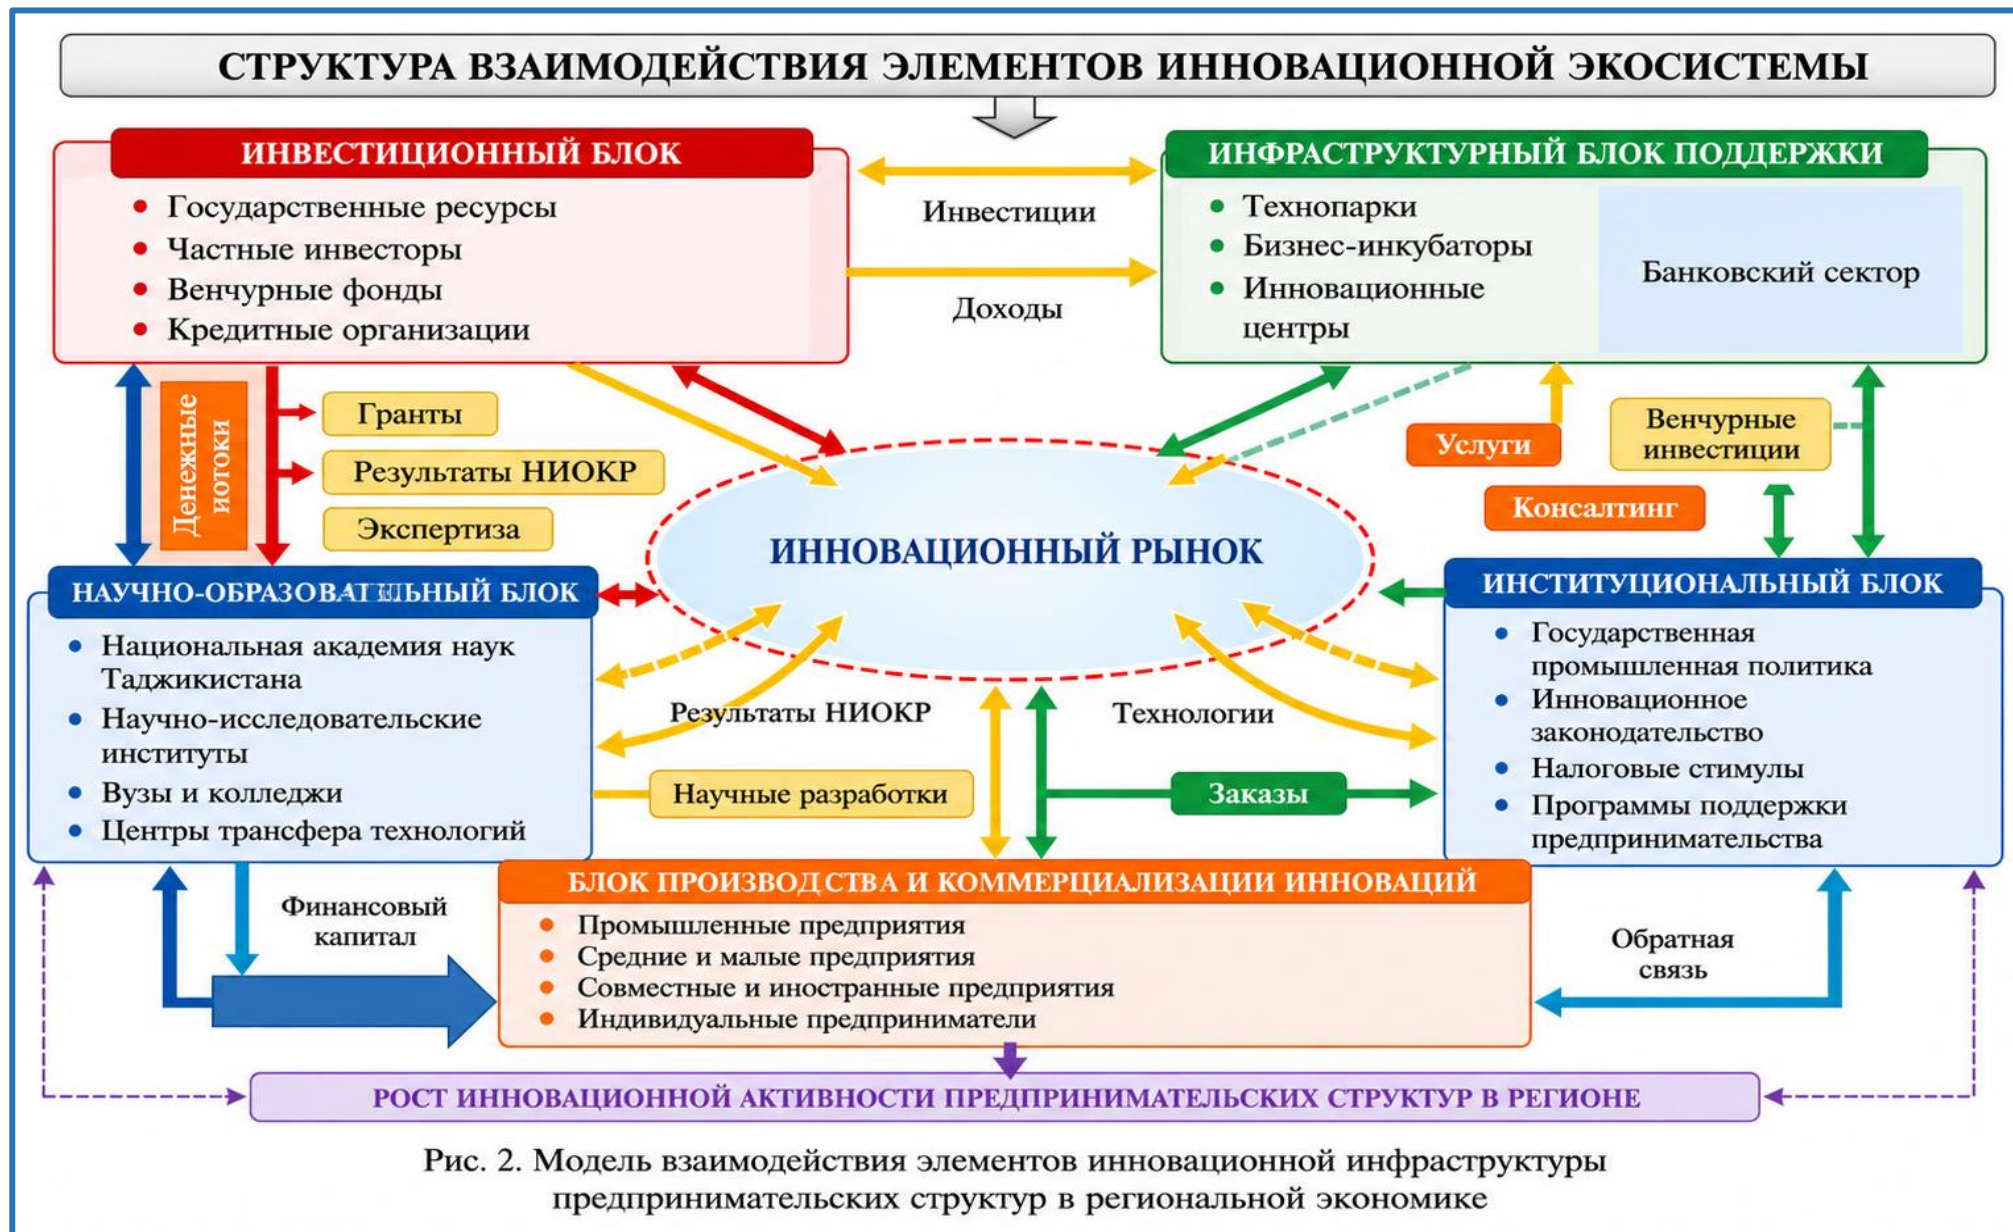 СТРУКТУРА ВЗАИМОДЕЙСТВИЯ ЭЛЕМЕНТОВ ИННОВАЦИОННОЙ ЭКОСИСТЕМЫ
ИНВЕСТИЦИОННЫЙ БЛОК
Государственные ресурсы
Частные инвесторы
Венчурные фонды
Кредитные организации
Инвестиции
Доходы
ИНФРАСТРУКТУРНЫЙ БЛОК ПОДДЕРЖКИ
Технопарки
Бизнес-инкубаторы
Инновационные
центры
Банковский сектор
Денежные
иотоки
Гранты
Результаты НИОКР
Экспертиза
Услуги
Венчурные
инвестиции
Консалтинг
ИННОВАЦИОННЫЙ РЫНОК
НАУЧНО-ОБРАЗОВАТЕЛЬНЫЙ БЛОК
Национальная академия наук
Таджикистана
Научно-исследовательские
институты
Вузы и колледжи
Центры трансфера технологий
Результаты НИОКР
Технологии
Научные разработки
Заказы
ИНСТИТУЦИОНАЛЬНЫЙ БЛОК
Государственная
промышленная политика
Инновационное
законодательство
Налоговые стимулы
Программы поддержки
предпринимательства
Финансовый
капитал
БЛОК ПРОИЗВОДСТВА И КОММЕРЦИАЛИЗАЦИИ ИННОВАЦИЙ
Промышленные предприятия
Средние и малые предприятия
Совместные и иностранные предприятия
Индивидуальные предприниматели
Обратная
связь
РОСТ ИННОВАЦИОННОЙ АКТИВНОСТИ ПРЕДПРИНИМАТЕЛЬСКИХ СТРУКТУР В РЕГИОНЕ
Рис. 2. Модель взаимодействия элементов инновационной инфраструктуры
предпринимательских структур в региональной экономике